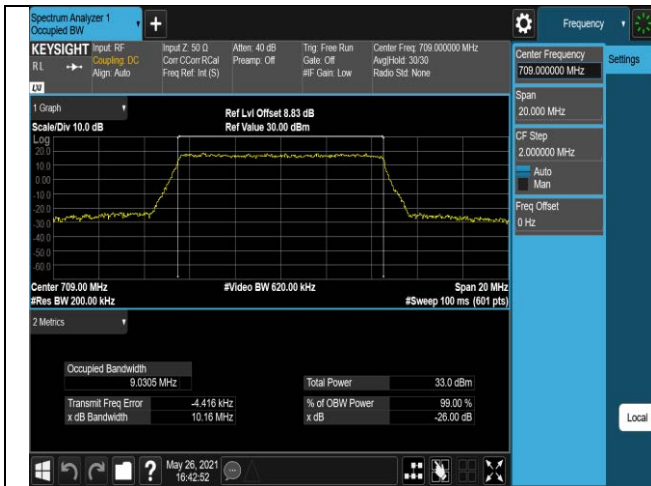 Spectrum Analyzer 1
Occupied BW
Frequency
KEYSIGHT
RL
LXI
Input: RF
Coupling: DC
Align: Auto
Input Z: 50 Ω
Corr CCorr RCal
Freq Ref: Int (S)
Atten: 40 dB
Preamp: Off
Trig: Free Run
Gate: Off
#IF Gain: Low
Center Freq: 709.000000 MHz
Avg|Hold: 30/30
Radio Std: None
Center Frequency
709.000000 MHz
Settings
Span
20.000 MHz
CF Step
2.000000 MHz
Auto
Man
Freq Offset
0 Hz
Local
1 Graph
Scale/Div 10.0 dB
Ref Lvl Offset 8.83 dB
Ref Value 30.00 dBm
Log
20.0
10.0
0.00
-10.0
-20.0
-30.0
-40.0
-50.0
-60.0
Center 709.00 MHz
#Video BW 620.00 kHz
Span 20 MHz
#Res BW 200.00 kHz
#Sweep 100 ms (601 pts)
2 Metrics
Occupied Bandwidth
9.0305 MHz
Total Power 33.0 dBm
Transmit Freq Error -4.416 kHz
% of OBW Power 99.00 %
x dB Bandwidth 10.16 MHz
x dB -26.00 dB
May 26, 2021
16:42:52